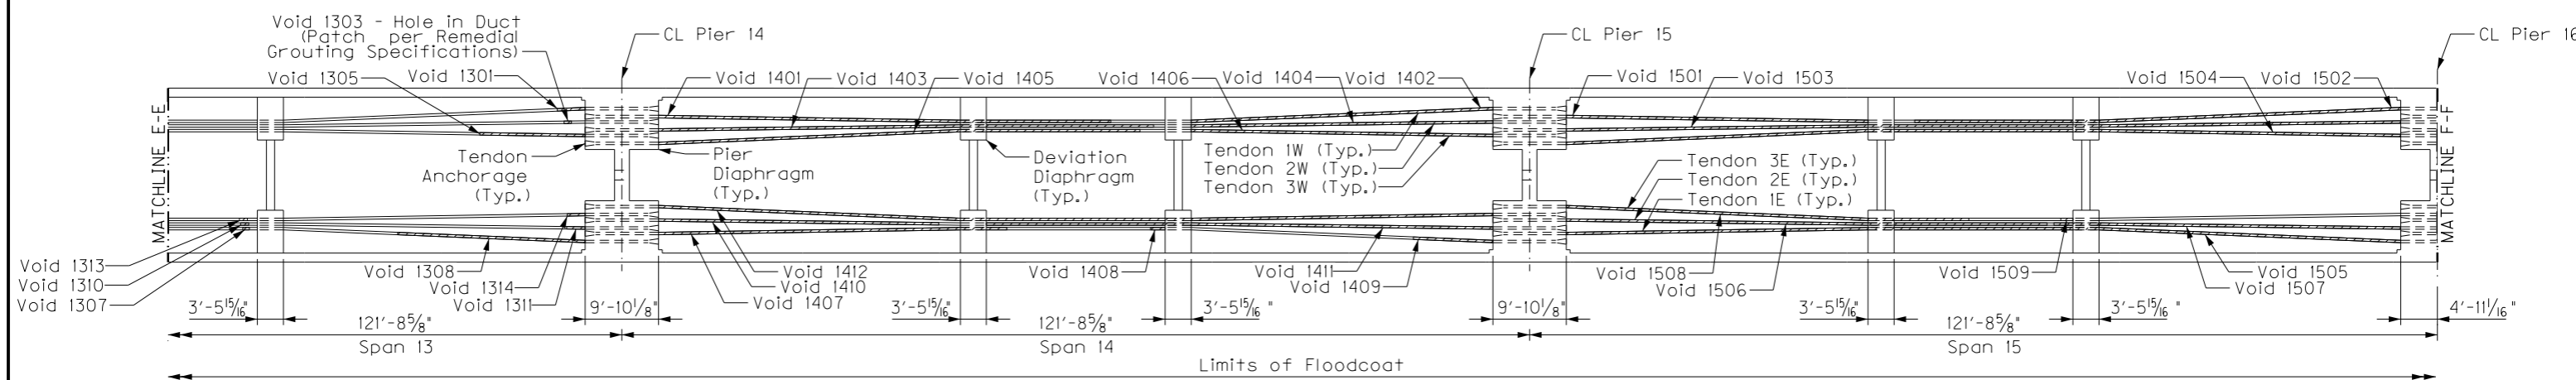 Void 1303 - Hole in Duct
(Patch per Remedial
Grouting Specifications)
CL Pier 14
CL Pier 15
CL Pier 16
Void 1305
Void 1301
Void 1401
Void 1403
Void 1405
Void 1406
Void 1404
Void 1402
Void 1501
Void 1503
Void 1504
Void 1502
MATCHLINE E-E
MATCHLINE F-F
Tendon
Anchorage
(Typ.)
Pier
Diaphragm
(Typ.)
Deviation
Diaphragm
(Typ.)
Tendon 1W (Typ.)
Tendon 2W (Typ.)
Tendon 3W (Typ.)
Tendon 3E (Typ.)
Tendon 2E (Typ.)
Tendon 1E (Typ.)
Void 1313
Void 1310
Void 1307
Void 1308
Void 1314
Void 1311
Void 1412
Void 1410
Void 1407
Void 1408
Void 1411
Void 1409
Void 1508
Void 1506
Void 1509
Void 1505
Void 1507
3'-5 15/16"
9'-10 1/8"
3'-5 15/16"
3'-5 15/16"
9'-10 1/8"
3'-5 15/16"
3'-5 15/16"
4'-11/16"
121'-8 5/8"
121'-8 5/8"
121'-8 5/8"
Span 13
Span 14
Span 15
Limits of Floodcoat